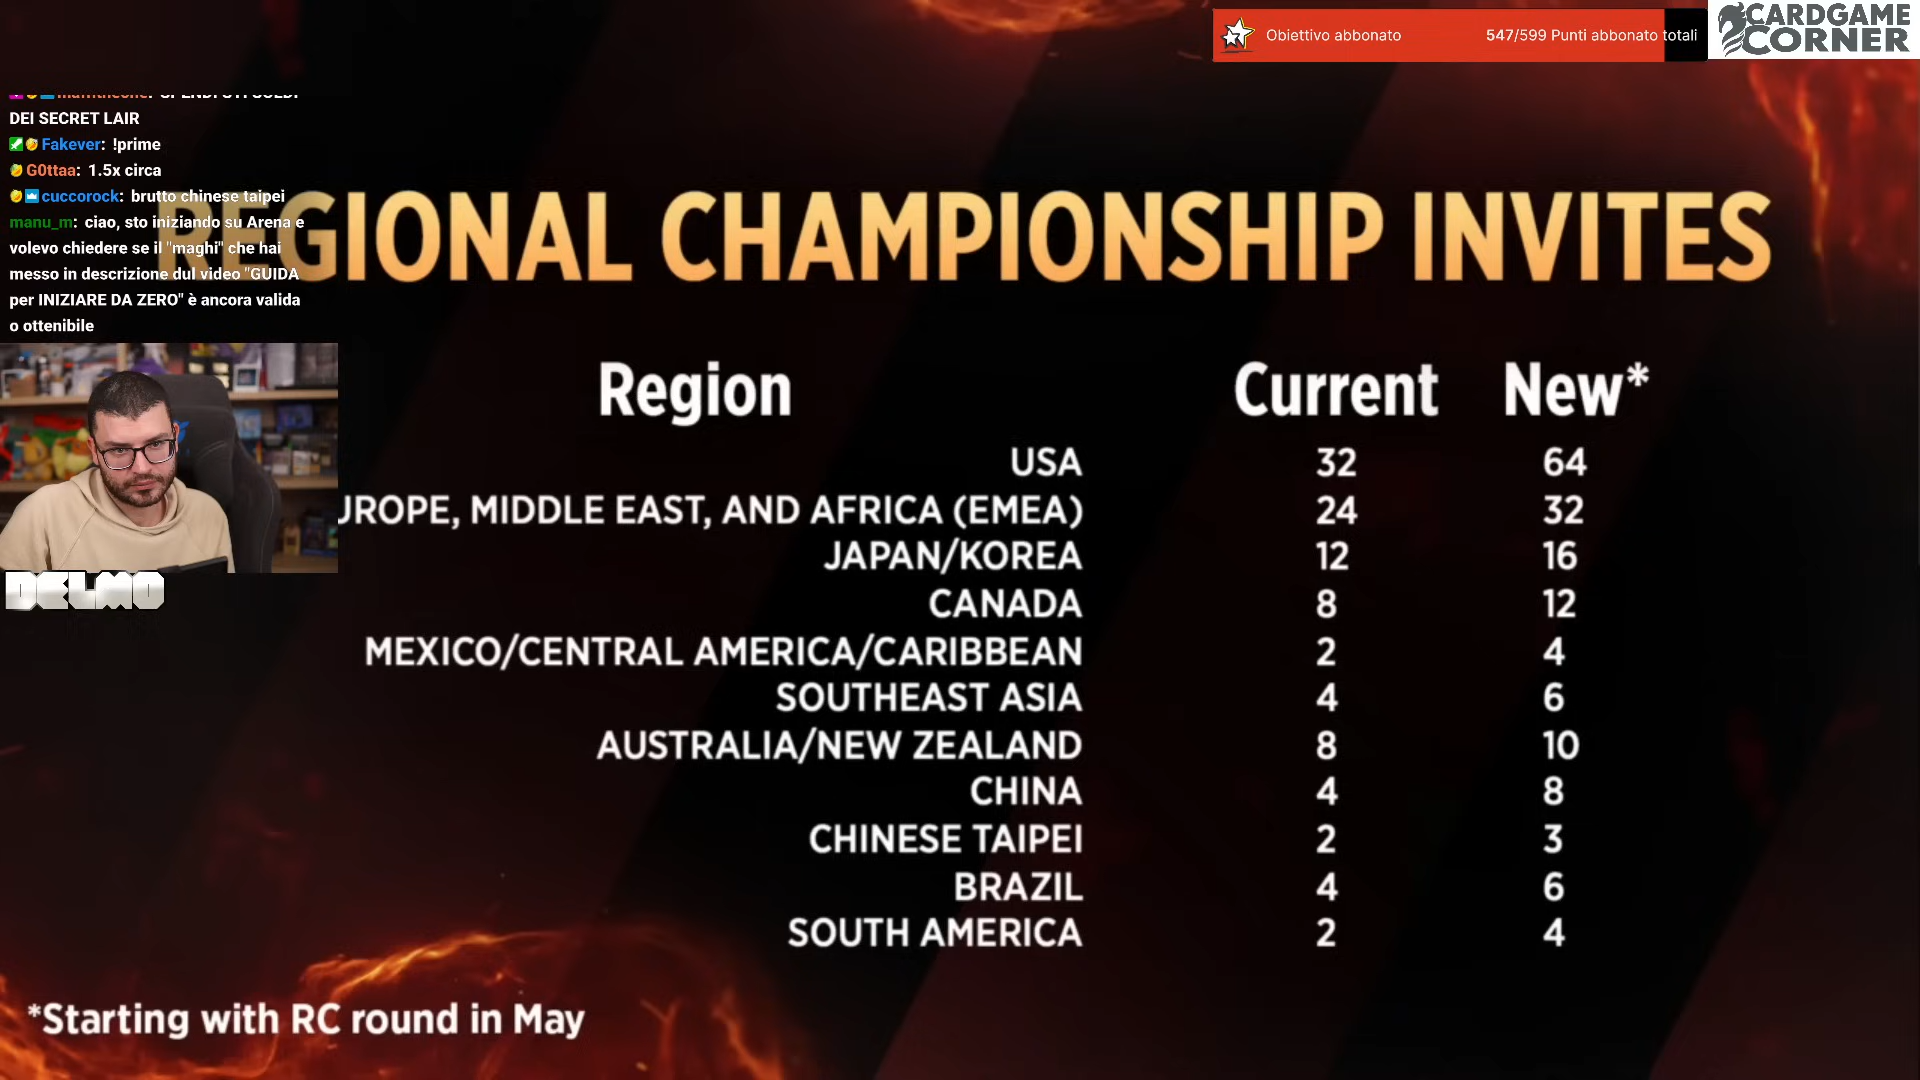 Obiettivo abbonato 547/599 Punti abbonato totali
CARDGAME
CORNER
DEI SECRET LAIR
Fakever: !prime
G0ttaa: 1.5x circa
cuccorock: brutto chinese taipei
manu_m: ciao, sto iniziando su Arena e
volevo chiedere se il "maghi" che hai
messo in descrizione dul video "GUIDA
per INIZIARE DA ZERO" è ancora valida
o ottenibile
REGIONAL CHAMPIONSHIP INVITES
Region Current New*
USA 32 64
UROPE, MIDDLE EAST, AND AFRICA (EMEA) 24 32
JAPAN/KOREA 12 16
CANADA 8 12
MEXICO/CENTRAL AMERICA/CARIBBEAN 2 4
SOUTHEAST ASIA 4 6
AUSTRALIA/NEW ZEALAND 8 10
CHINA 4 8
CHINESE TAIPEI 2 3
BRAZIL 4 6
SOUTH AMERICA 2 4
DELMO
*Starting with RC round in May